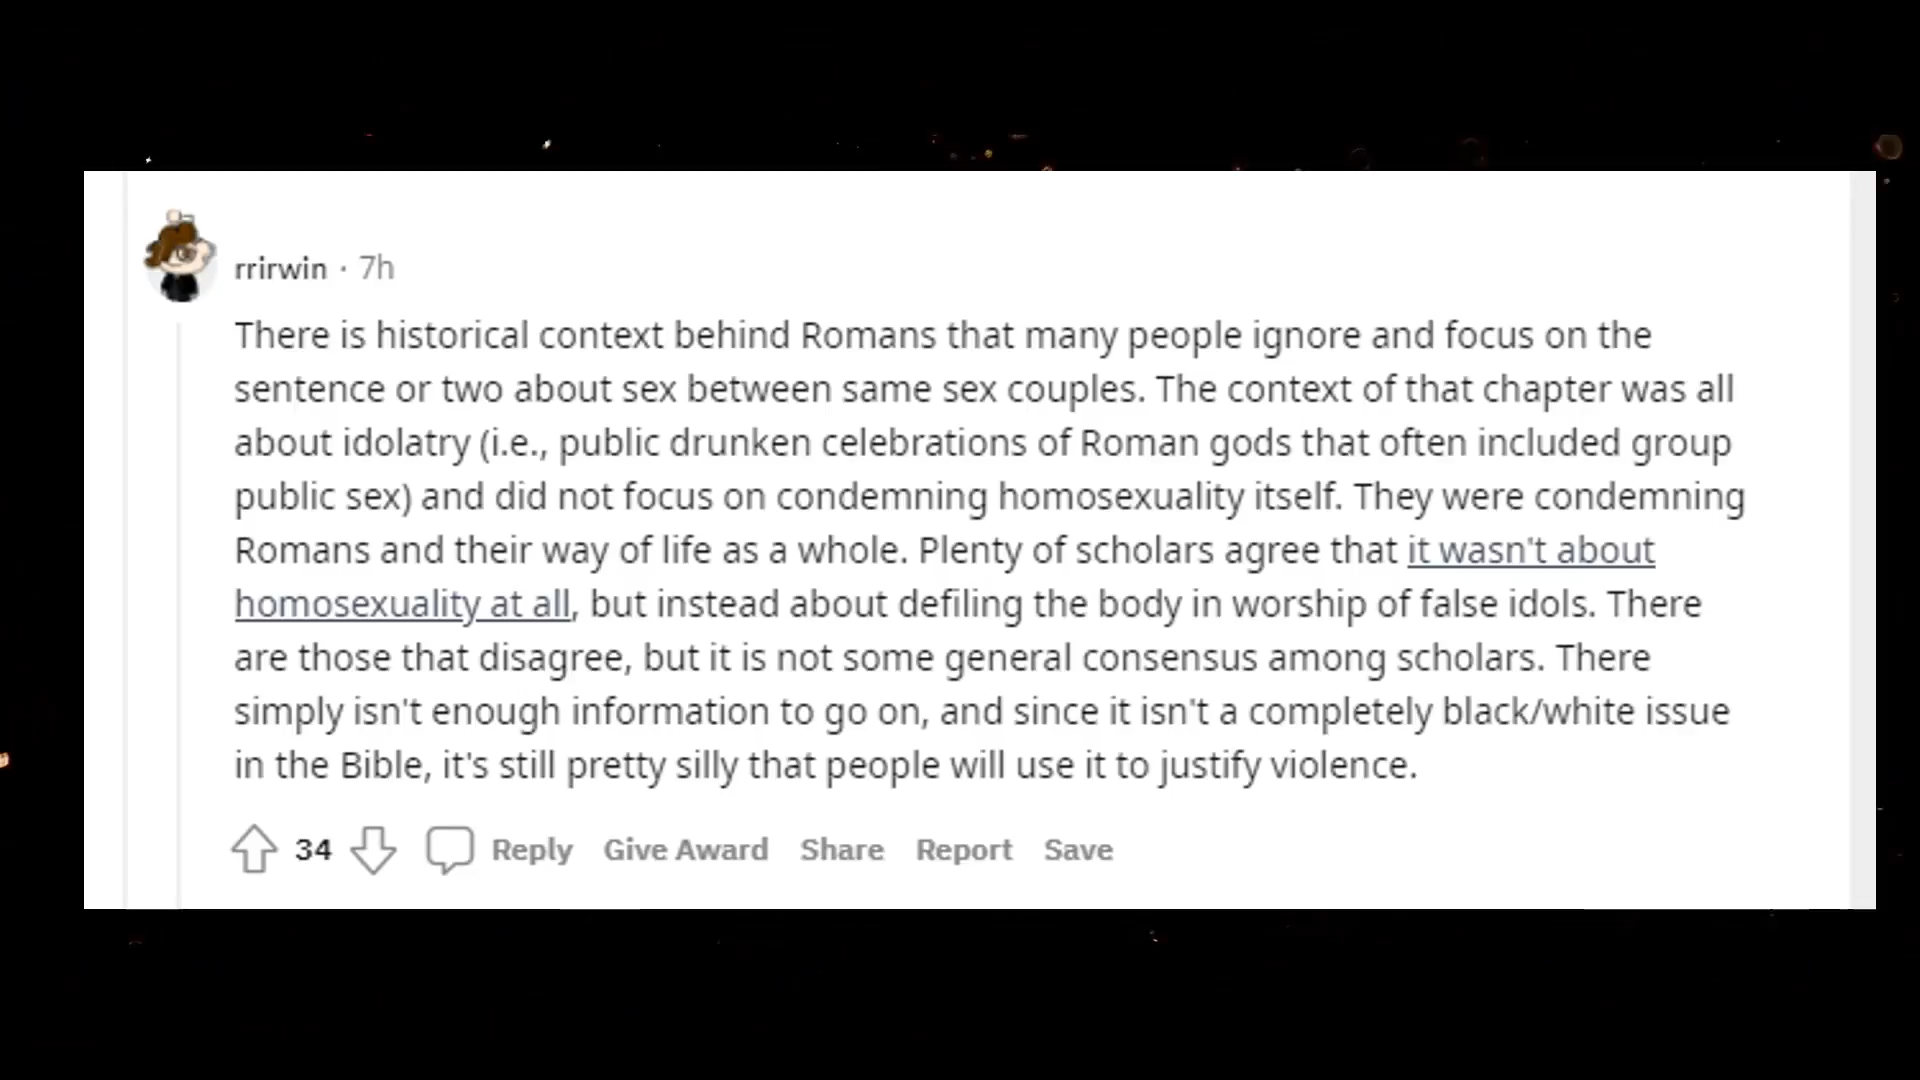 rrirwin · 7h
There is historical context behind Romans that many people ignore and focus on the
sentence or two about sex between same sex couples. The context of that chapter was all
about idolatry (i.e., public drunken celebrations of Roman gods that often included group
public sex) and did not focus on condemning homosexuality itself. They were condemning
Romans and their way of life as a whole. Plenty of scholars agree that it wasn't about
homosexuality at all, but instead about defiling the body in worship of false idols. There
are those that disagree, but it is not some general consensus among scholars. There
simply isn't enough information to go on, and since it isn't a completely black/white issue
in the Bible, it's still pretty silly that people will use it to justify violence.
34 Reply Give Award Share Report Save